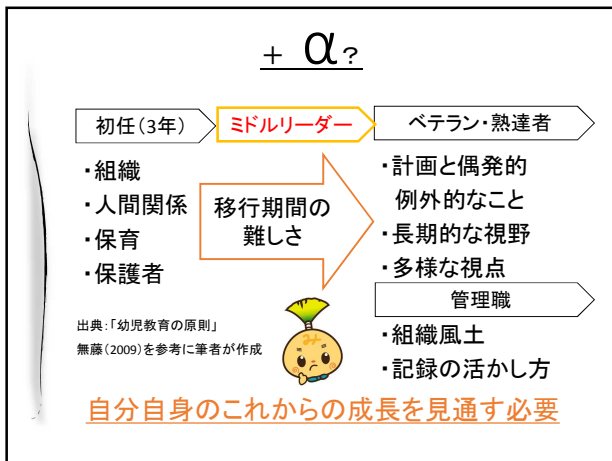 + α?
初任(3年)
ミドルリーダー
ベテラン・熟達者
・組織
・人間関係
・保育
・保護者
移行期間の
難しさ
・計画と偶発的
例外的なこと
・長期的な視野
・多様な視点
管理職
・組織風土
・記録の活かし方
出典:「幼児教育の原則」
無藤(2009)を参考に筆者が作成
み
自分自身のこれからの成長を見通す必要